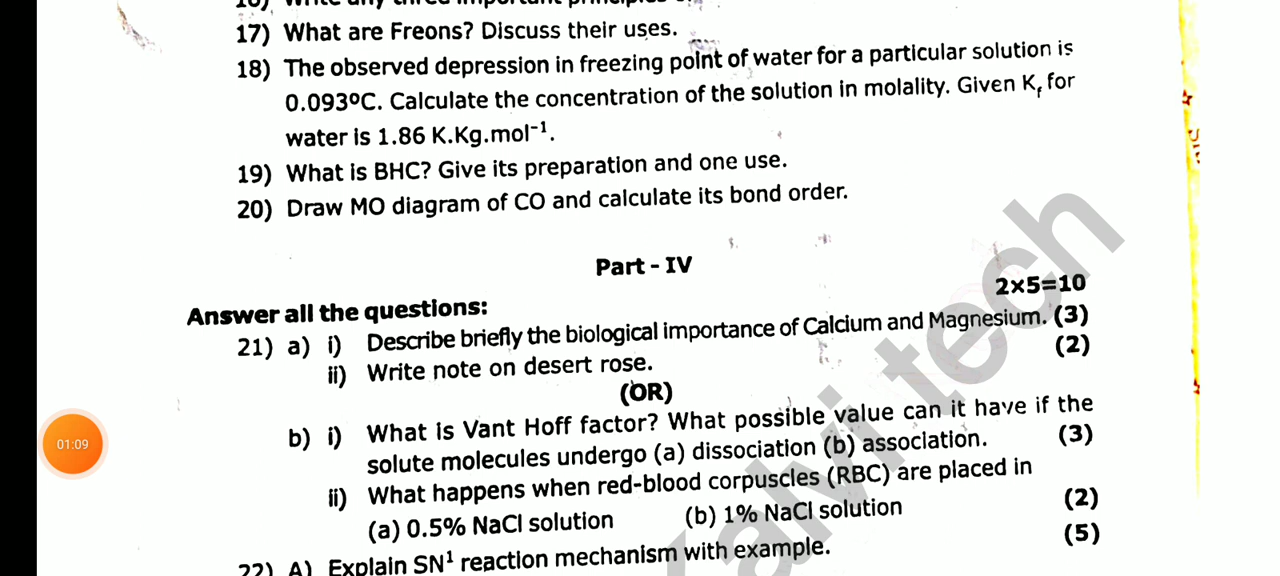 17) What are Freons? Discuss their uses.
18) The observed depression in freezing point of water for a particular solution is
0.093ºC. Calculate the concentration of the solution in molality. Given Kf for
water is 1.86 K.Kg.mol⁻¹.
19) What is BHC? Give its preparation and one use.
20) Draw MO diagram of CO and calculate its bond order.
Part - IV
Answer all the questions: 2×5=10
21) a) i) Describe briefly the biological importance of Calcium and Magnesium. (3)
ii) Write note on desert rose. (2)
(OR)
b) i) What is Vant Hoff factor? What possible value can it have if the
solute molecules undergo (a) dissociation (b) association. (3)
ii) What happens when red-blood corpuscles (RBC) are placed in
(a) 0.5% NaCl solution (b) 1% NaCl solution (2)
22) A) Explain SN¹ reaction mechanism with example. (5)
Kalvi tech
01:09